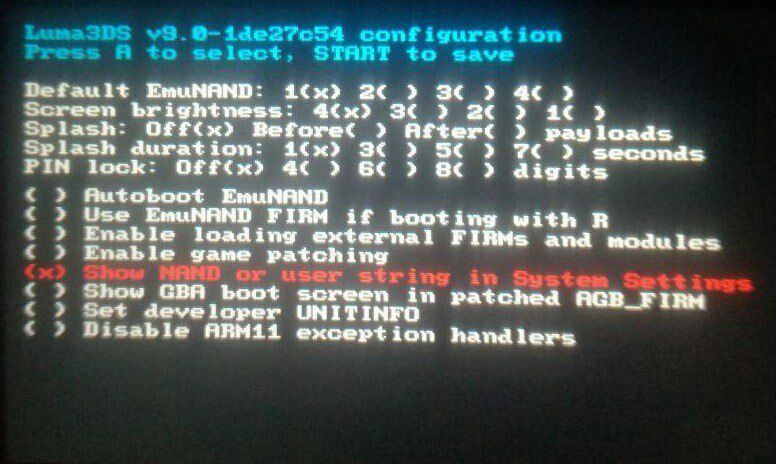 Luma3DS v9.0-1de27c54 configuration
Press A to select, START to save
Default EmuNAND: 1(x) 2( ) 3( ) 4( )
Screen brightness: 4(x) 3( ) 2( ) 1( )
Splash: Off(x) Before( ) After( ) payloads
Splash duration: 1(x) 3( ) 5( ) 7( ) seconds
PIN lock: Off(x) 4( ) 6( ) 8( ) digits
( ) Autoboot EmuNAND
( ) Use EmuNAND FIRM if booting with R
( ) Enable loading external FIRMs and modules
( ) Enable game patching
(x) Show NAND or user string in System Settings
( ) Show GBA boot screen in patched AGB_FIRM
( ) Set developer UNITINFO
( ) Disable ARM11 exception handlers